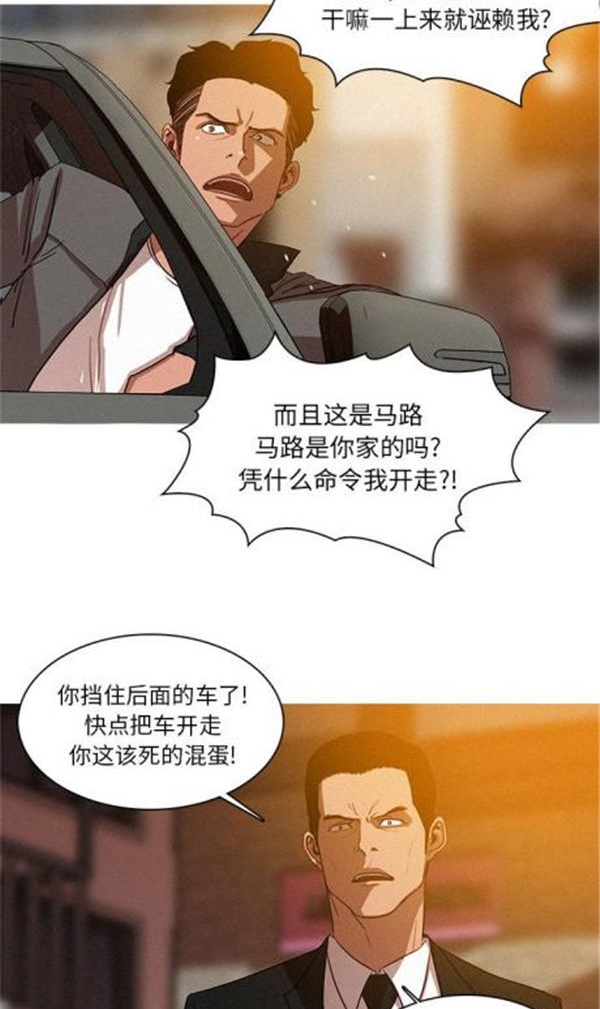 干嘛一上来就诬赖我?
而且这是马路
马路是你家的吗?
凭什么命令我开走?!
你挡住后面的车了!
快点把车开走
你这该死的混蛋!